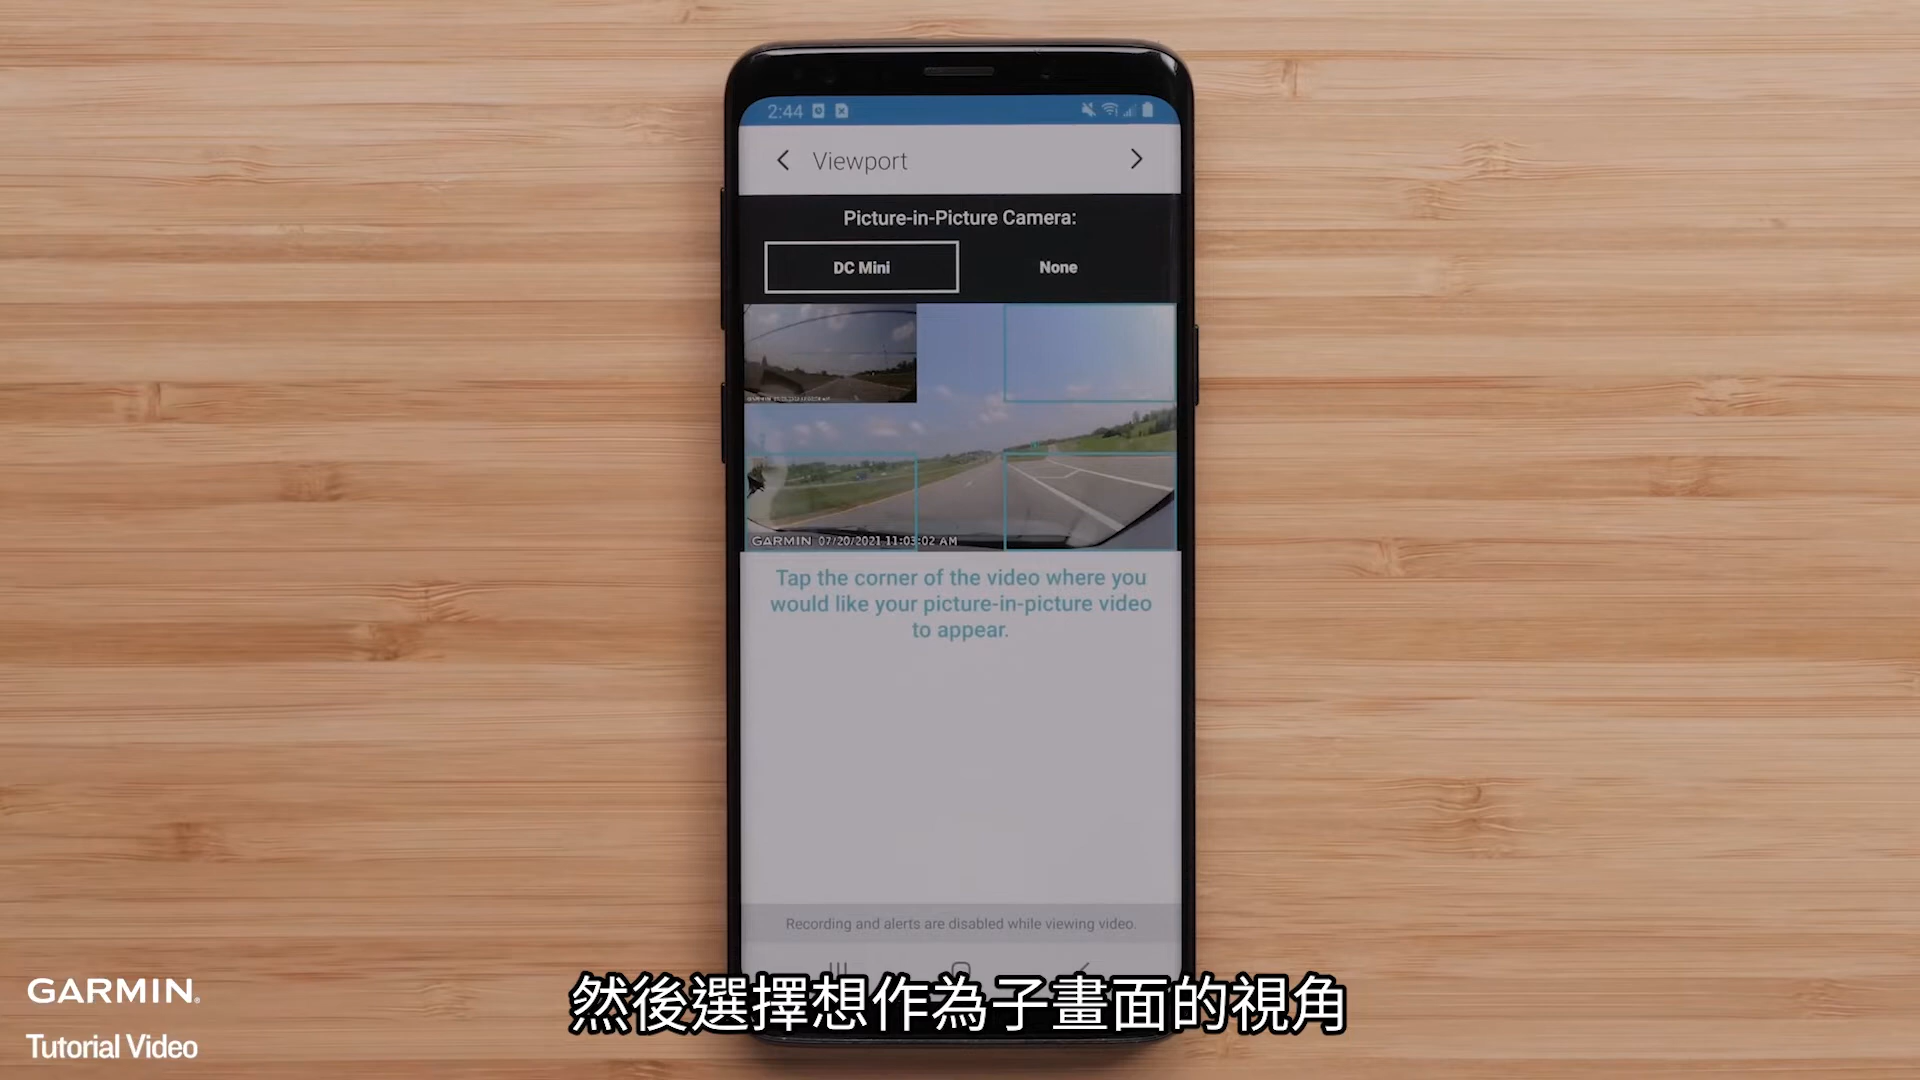 2:44
Viewport
Picture-in-Picture Camera:
DC Mini
None
GARMIN 07/20/2021 11:03:02 AM
Tap the corner of the video where you
would like your picture-in-picture video
to appear.
Recording and alerts are disabled while viewing video.
然後選擇想作為子畫面的視角
GARMIN.
Tutorial Video